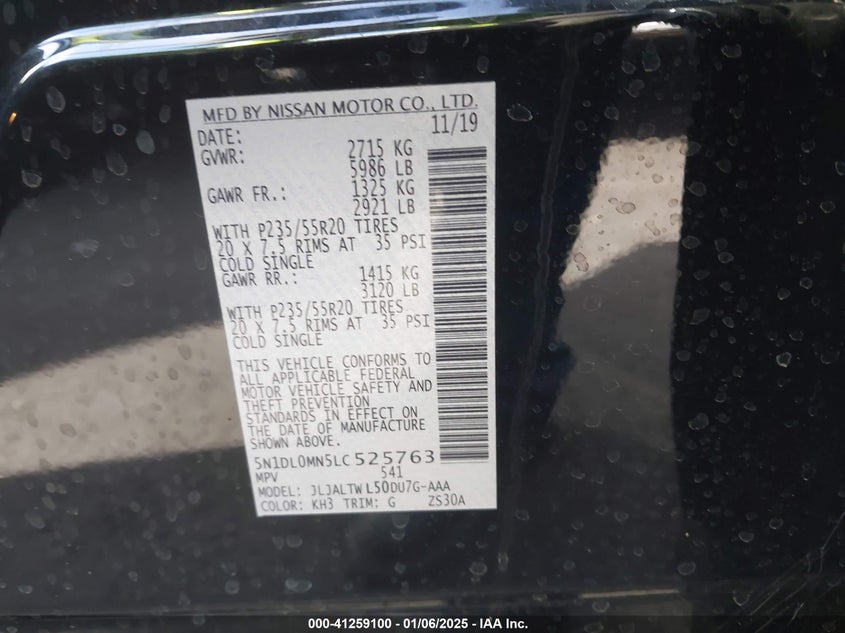 MFD BY NISSAN MOTOR CO., LTD.
DATE: 11/19
GVWR: 2715 KG
5986 LB
GAWR FR.: 1325 KG
2921 LB
WITH P235/55R20 TIRES
20 X 7.5 RIMS AT 35 PSI
COLD SINGLE
GAWR RR.: 1415 KG
3120 LB
WITH P235/55R20 TIRES
20 X 7.5 RIMS AT 35 PSI
COLD SINGLE
THIS VEHICLE CONFORMS TO
ALL APPLICABLE FEDERAL
MOTOR VEHICLE SAFETY AND
THEFT PREVENTION
STANDARDS IN EFFECT ON
THE DATE OF MANUFACTURE
SHOWN ABOVE.
5N1DL0MN5LC525763
MPV 541
MODEL: JLJALTWL50DU7G-AAA
COLOR: KH3 TRIM: G ZS30A
000-41259100 - 01/06/2025 - IAA Inc.